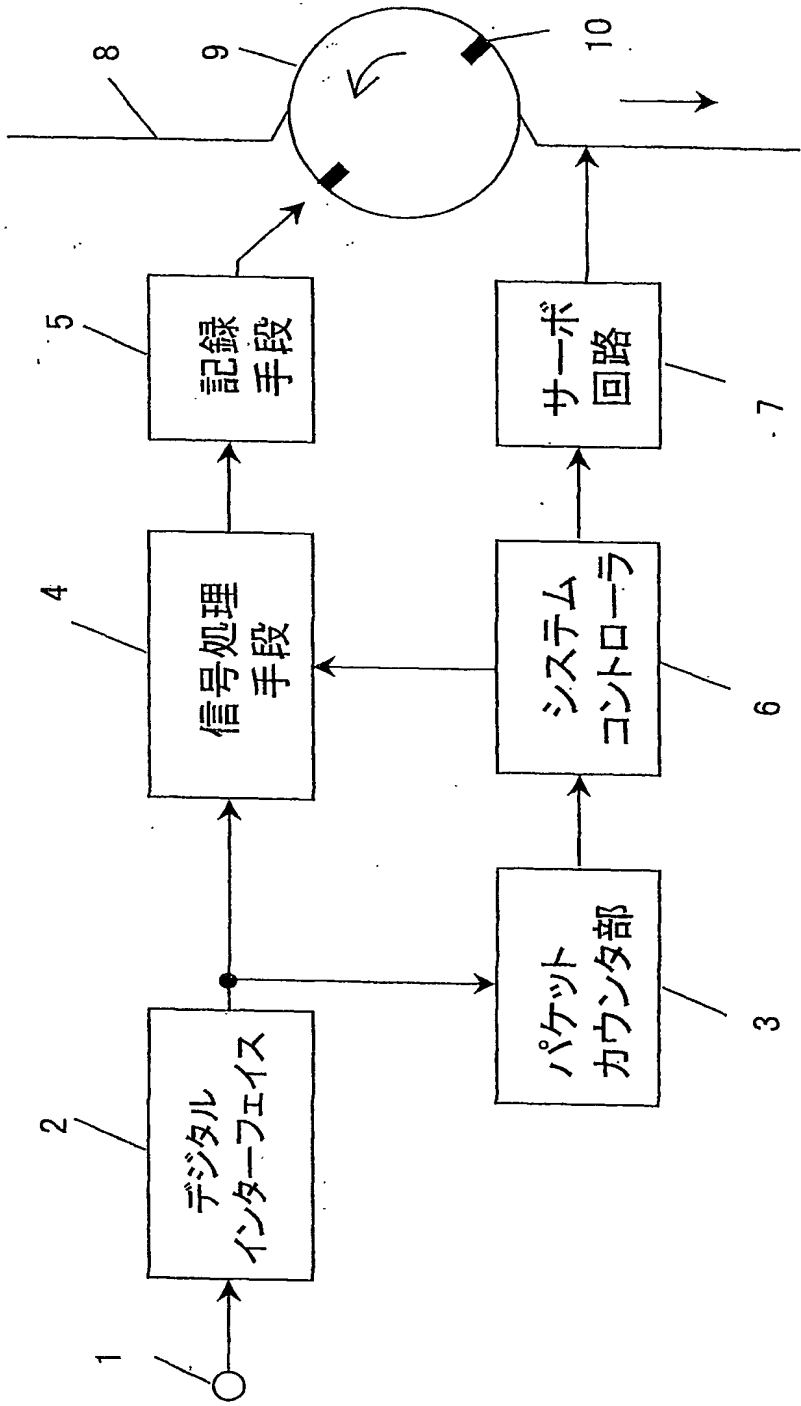 1
2
デジタル
インターフェイス
3
パケット
カウンタ部
4
信号処理
手段
5
記録
手段
6
システム
コントローラ
7
サーボ
回路
8
9
10